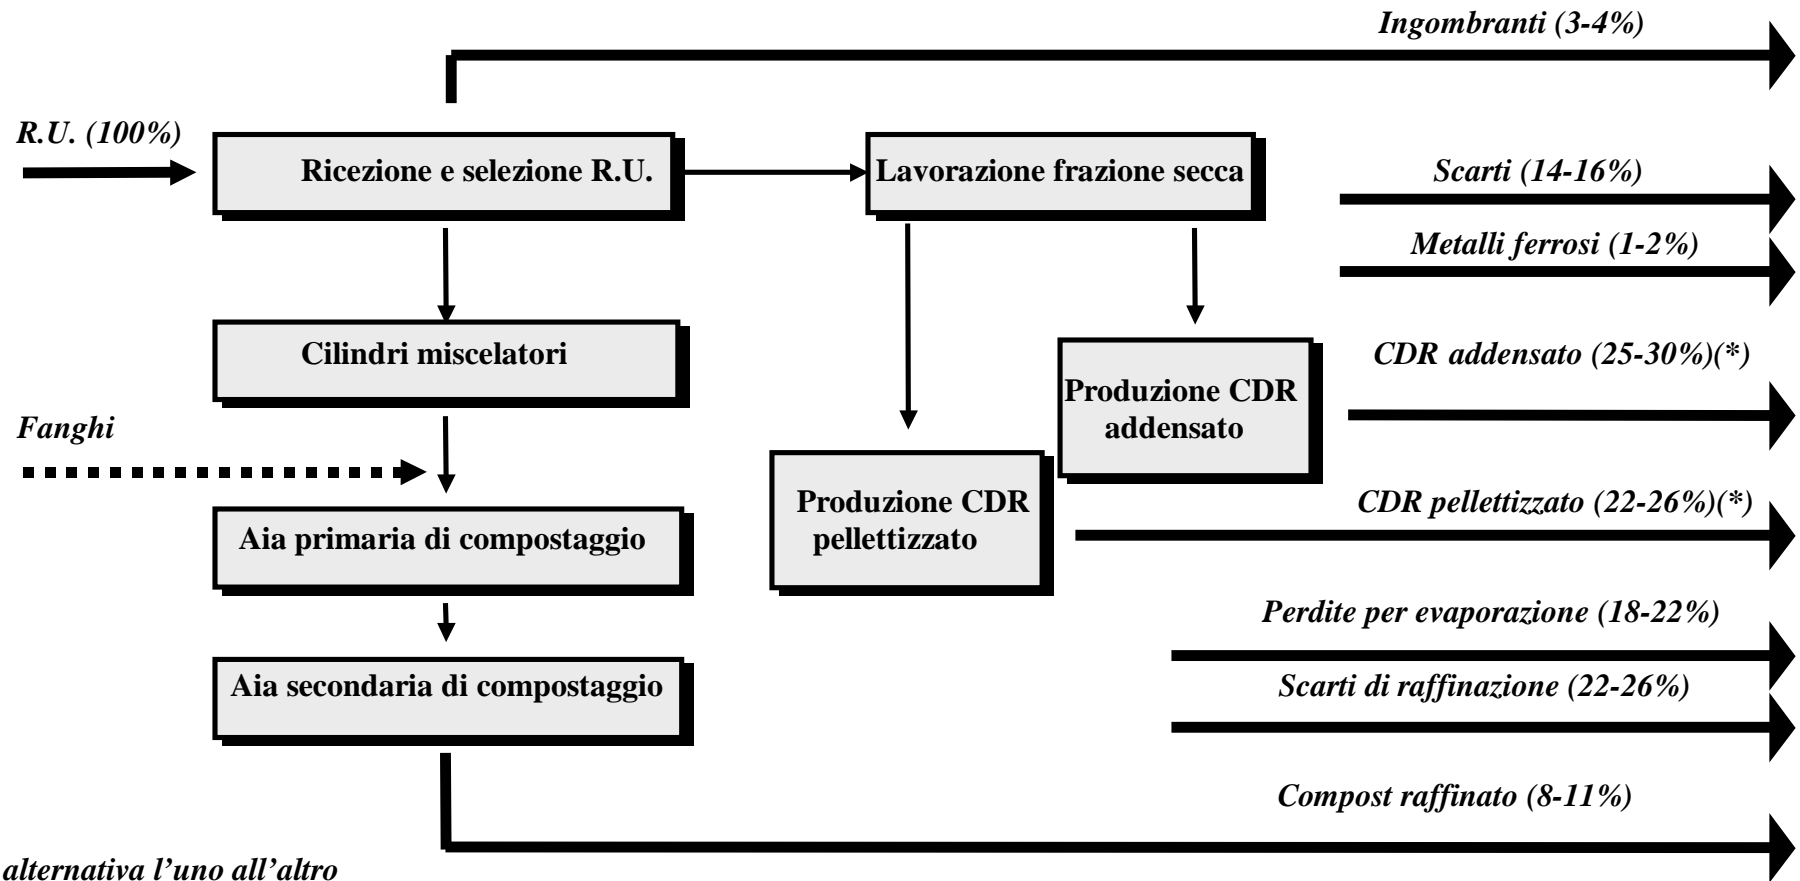 Ingombranti (3-4%)
R.U. (100%)
Ricezione e selezione R.U.
Lavorazione frazione secca
Scarti (14-16%)
Metalli ferrosi (1-2%)
Cilindri miscelatori
CDR addensato (25-30%)(*)
Produzione CDR
addensato
Fanghi
Produzione CDR
pellettizzato
CDR pellettizzato (22-26%)(*)
Aia primaria di compostaggio
Perdite per evaporazione (18-22%)
Aia secondaria di compostaggio
Scarti di raffinazione (22-26%)
Compost raffinato (8-11%)
alternativa l’uno all’altro